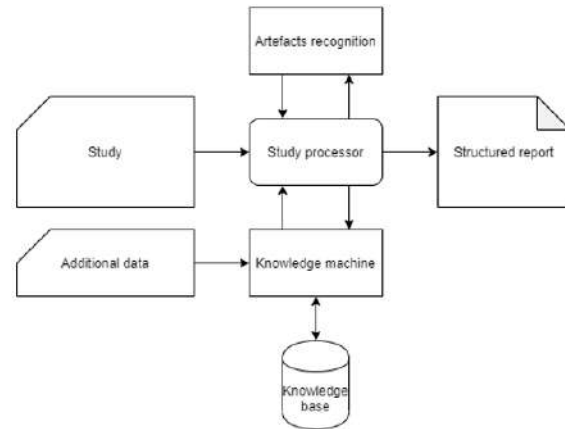 Artefacts recognition
Study
Study processor
Structured report
Additional data
Knowledge machine
Knowledge
base